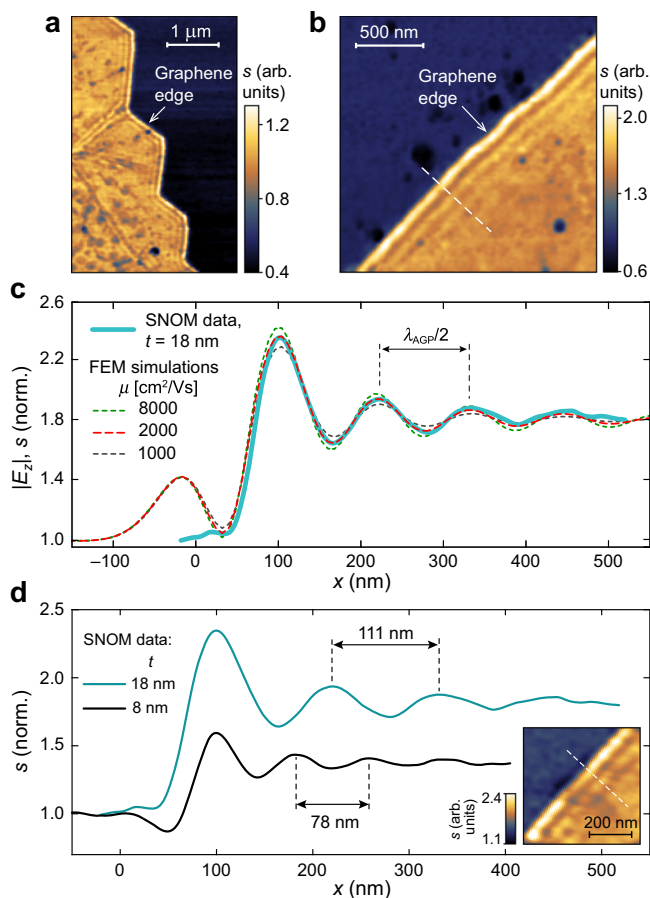 a
1 μm
Graphene
edge
s (arb.
units)
1.2
0.8
0.4
b
500 nm
Graphene
edge
s (arb.
units)
2.0
1.3
0.6
c
2.6
2.2
1.8
1.4
1.0
|E_z|, s (norm.)
SNOM data,
t = 18 nm
FEM simulations
μ [cm²/Vs]
8000
2000
1000
λ_AGP/2
−100
0
100
200
300
400
500
x (nm)
d
2.5
2.0
1.5
1.0
s (norm.)
SNOM data:
t
18 nm
8 nm
111 nm
78 nm
2.4
1.1
s (arb.
units)
200 nm
0
100
200
300
400
500
x (nm)